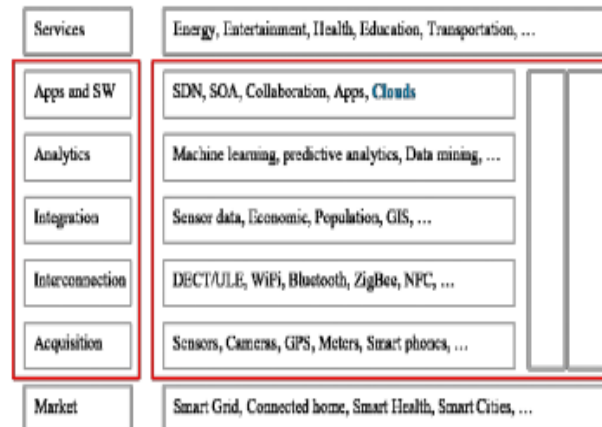 Services Energy, Entertainment, Health, Education, Transportation, ...
Apps and SW SDN, SOA, Collaboration, Apps, Clouds
Analytics Machine learning, predictive analytics, Data mining, ...
Integration Sensor data, Economic, Population, GIS, ...
Interconnection DECT/ULE, WiFi, Bluetooth, ZigBee, NFC, ...
Acquisition Sensors, Cameras, GPS, Meters, Smart phones, ...
Market Smart Grid, Connected home, Smart Health, Smart Cities, ...